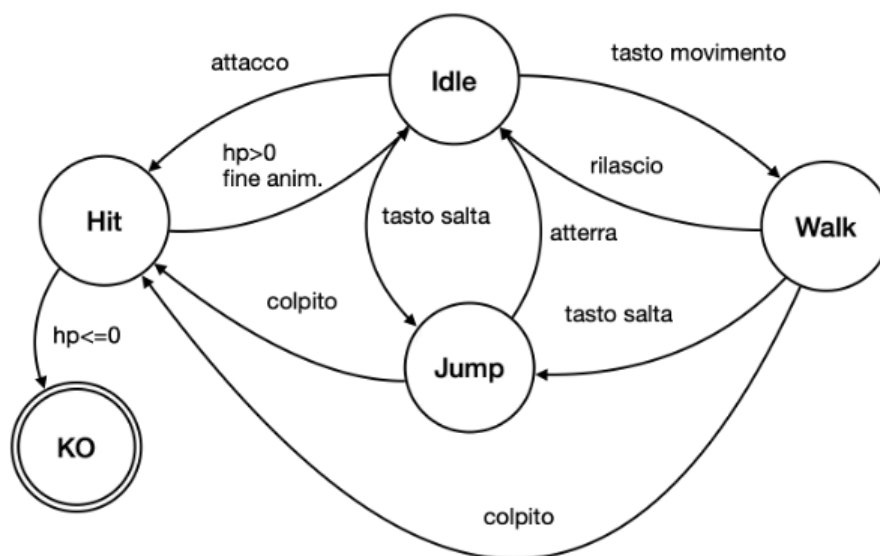 attacco
Idle
tasto movimento
hp>0
fine anim.
rilascio
Hit
tasto salta
atterra
Walk
colpito
tasto salta
hp<=0
Jump
KO
colpito